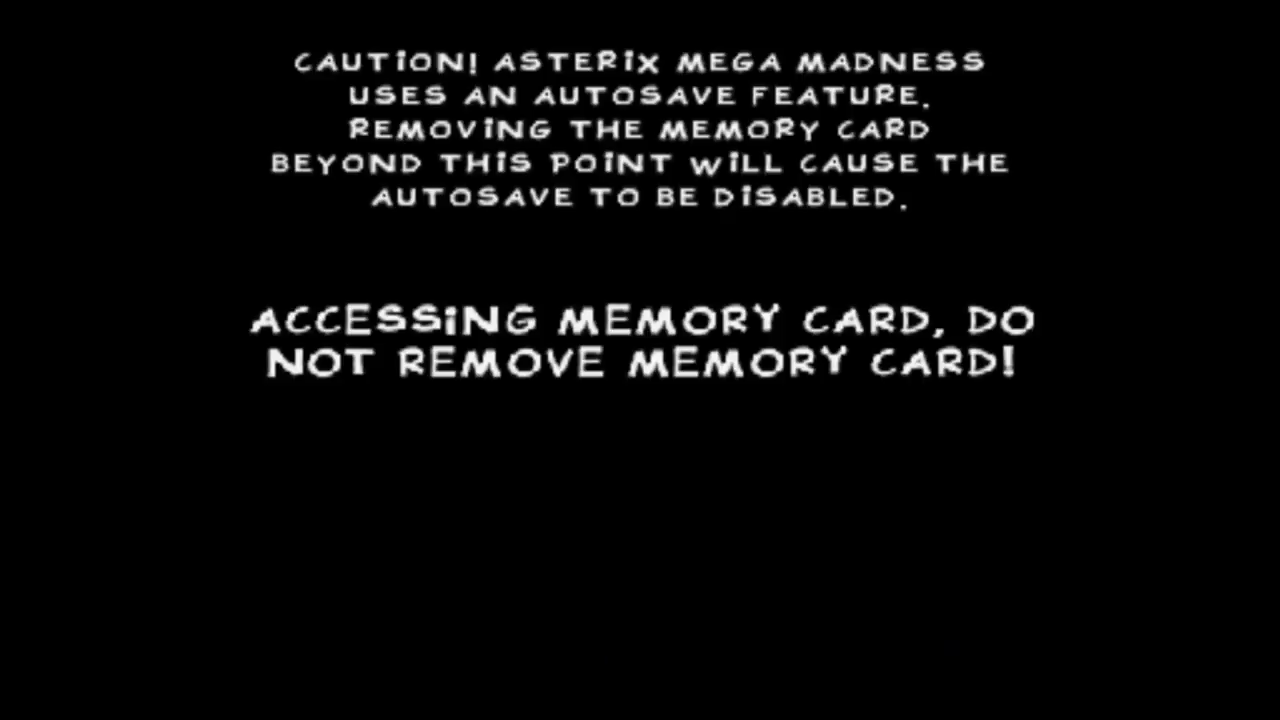 CAUTION! ASTERIX MEGA MADNESS
USES AN AUTOSAVE FEATURE.
REMOVING THE MEMORY CARD
BEYOND THIS POINT WILL CAUSE THE
AUTOSAVE TO BE DISABLED.
ACCESSING MEMORY CARD, DO
NOT REMOVE MEMORY CARD!